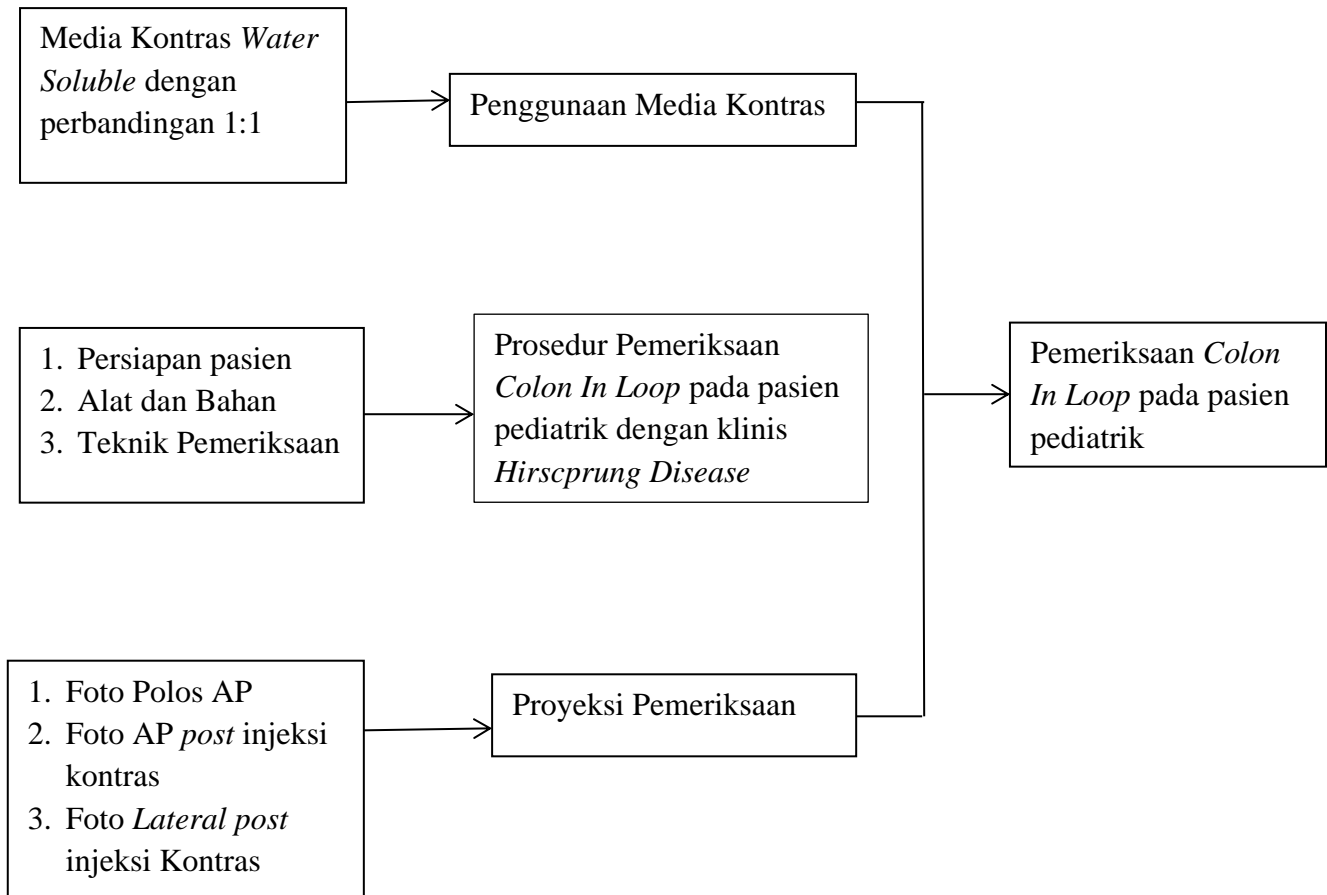 Media Kontras Water
Soluble dengan
perbandingan 1:1
Penggunaan Media Kontras
1. Persiapan pasien
2. Alat dan Bahan
3. Teknik Pemeriksaan
Prosedur Pemeriksaan
Colon In Loop pada pasien
pediatrik dengan klinis
Hirscprung Disease
Pemeriksaan Colon
In Loop pada pasien
pediatrik
1. Foto Polos AP
2. Foto AP post injeksi
kontras
3. Foto Lateral post
injeksi Kontras
Proyeksi Pemeriksaan